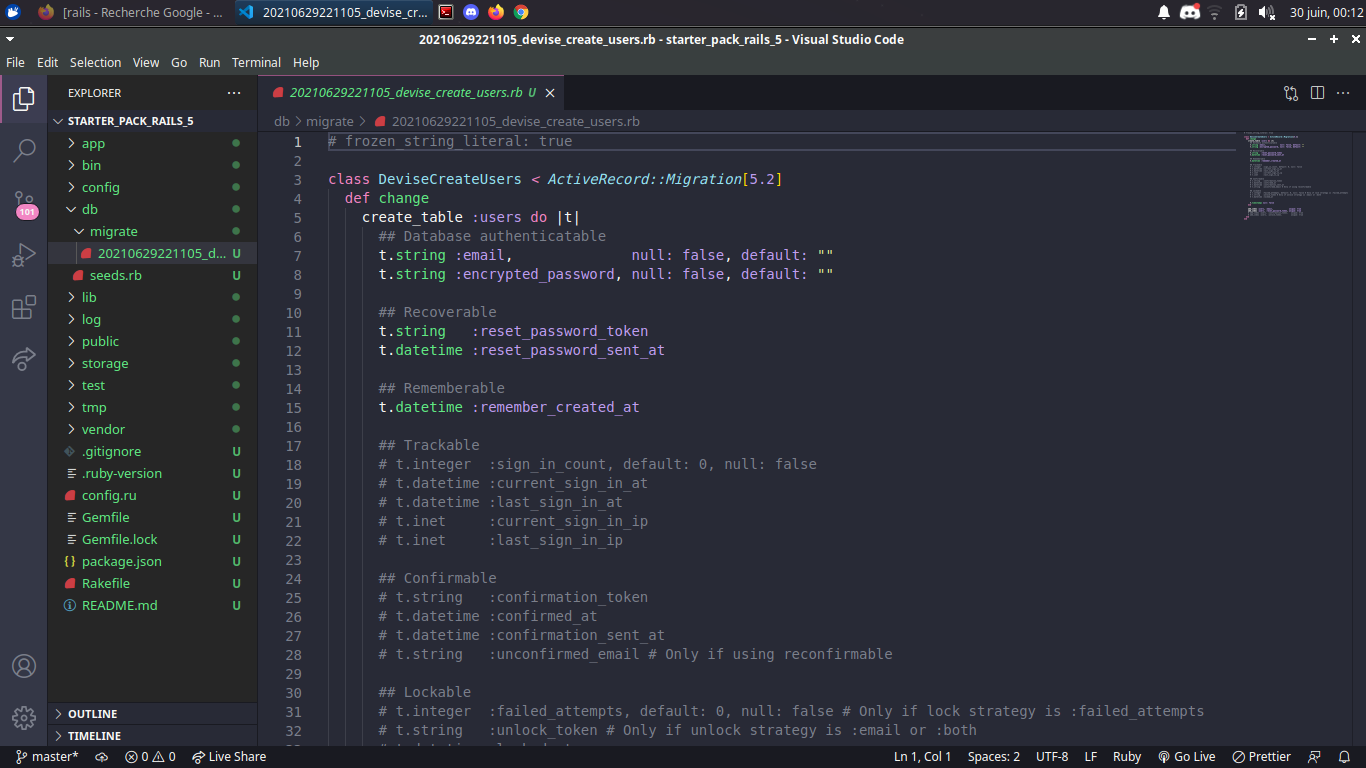 [rails - Recherche Google - ...
20210629221105_devise_cr...
30 juin, 00:12
20210629221105_devise_create_users.rb - starter_pack_rails_5 - Visual Studio Code
File Edit Selection View Go Run Terminal Help
EXPLORER
20210629221105_devise_create_users.rb U
STARTER_PACK_RAILS_5
db > migrate > 20210629221105_devise_create_users.rb
app
bin
config
db
migrate
20210629221105_d... U
seeds.rb U
lib
log
public
storage
test
tmp
vendor
.gitignore U
.ruby-version U
config.ru U
Gemfile U
Gemfile.lock U
package.json U
Rakefile U
README.md U
OUTLINE
TIMELINE
101
1 # frozen_string_literal: true
2
3 class DeviseCreateUsers < ActiveRecord::Migration[5.2]
4 def change
5 create_table :users do |t|
6 ## Database authenticatable
7 t.string :email, null: false, default: ""
8 t.string :encrypted_password, null: false, default: ""
9
10 ## Recoverable
11 t.string :reset_password_token
12 t.datetime :reset_password_sent_at
13
14 ## Rememberable
15 t.datetime :remember_created_at
16
17 ## Trackable
18 # t.integer :sign_in_count, default: 0, null: false
19 # t.datetime :current_sign_in_at
20 # t.datetime :last_sign_in_at
21 # t.inet :current_sign_in_ip
22 # t.inet :last_sign_in_ip
23
24 ## Confirmable
25 # t.string :confirmation_token
26 # t.datetime :confirmed_at
27 # t.datetime :confirmation_sent_at
28 # t.string :unconfirmed_email # Only if using reconfirmable
29
30 ## Lockable
31 # t.integer :failed_attempts, default: 0, null: false # Only if lock strategy is :failed_attempts
32 # t.string :unlock_token # Only if unlock strategy is :email or :both
master* 0 0 Live Share
Ln 1, Col 1 Spaces: 2 UTF-8 LF Ruby Go Live Prettier